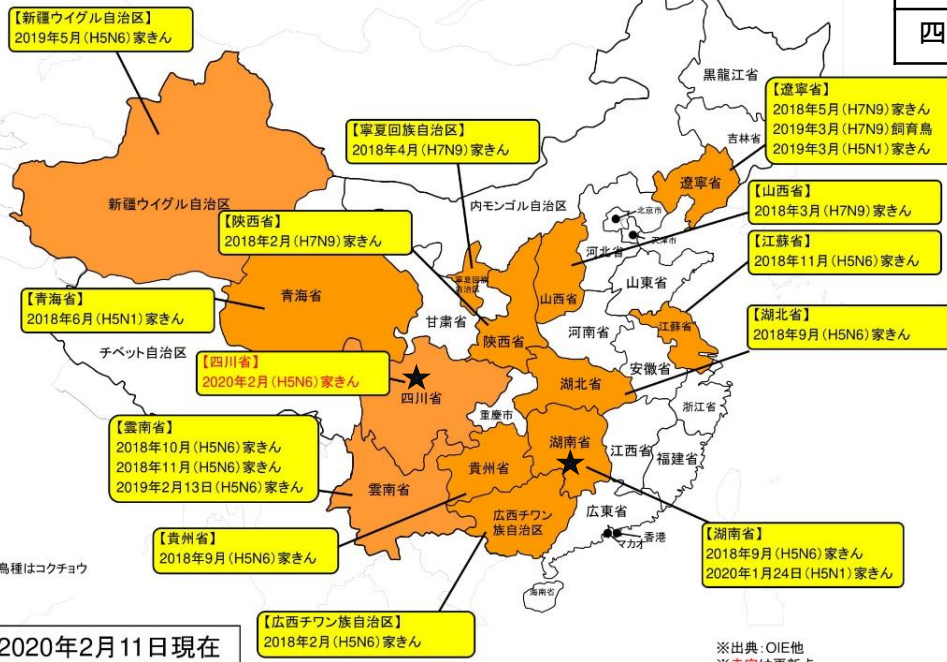 【新疆ウイグル自治区】
2019年5月(H5N6)家きん
四
黒龍江省
【遼寧省】
2018年5月(H7N9)家きん
2019年3月(H7N9)飼育鳥
2019年3月(H5N1)家きん
吉林省
【寧夏回族自治区】
2018年4月(H7N9)家きん
遼寧省
新疆ウイグル自治区
内モンゴル自治区
【山西省】
2018年3月(H7N9)家きん
北京市
天津市
【陝西省】
2018年2月(H7N9)家きん
河北省
【江蘇省】
2018年11月(H5N6)家きん
寧夏回族
自治区
山東省
青海省
山西省
【青海省】
2018年6月(H5N1)家きん
甘粛省
河南省
江蘇省
【湖北省】
2018年9月(H5N6)家きん
陝西省
チベット自治区
安徽省
【四川省】
2020年2月(H5N6)家きん
四川省
湖北省
浙江省
重慶市
【雲南省】
2018年10月(H5N6)家きん
2018年11月(H5N6)家きん
2019年2月13日(H5N6)家きん
湖南省
江西省
福建省
貴州省
雲南省
広西チワン
族自治区
広東省
【貴州省】
2018年9月(H5N6)家きん
香港
マカオ
【湖南省】
2018年9月(H5N6)家きん
2020年1月24日(H5N1)家きん
鳥種はコクチョウ
海南省
【広西チワン族自治区】
2018年2月(H5N6)家きん
2020年2月11日現在
※出典:OIE他